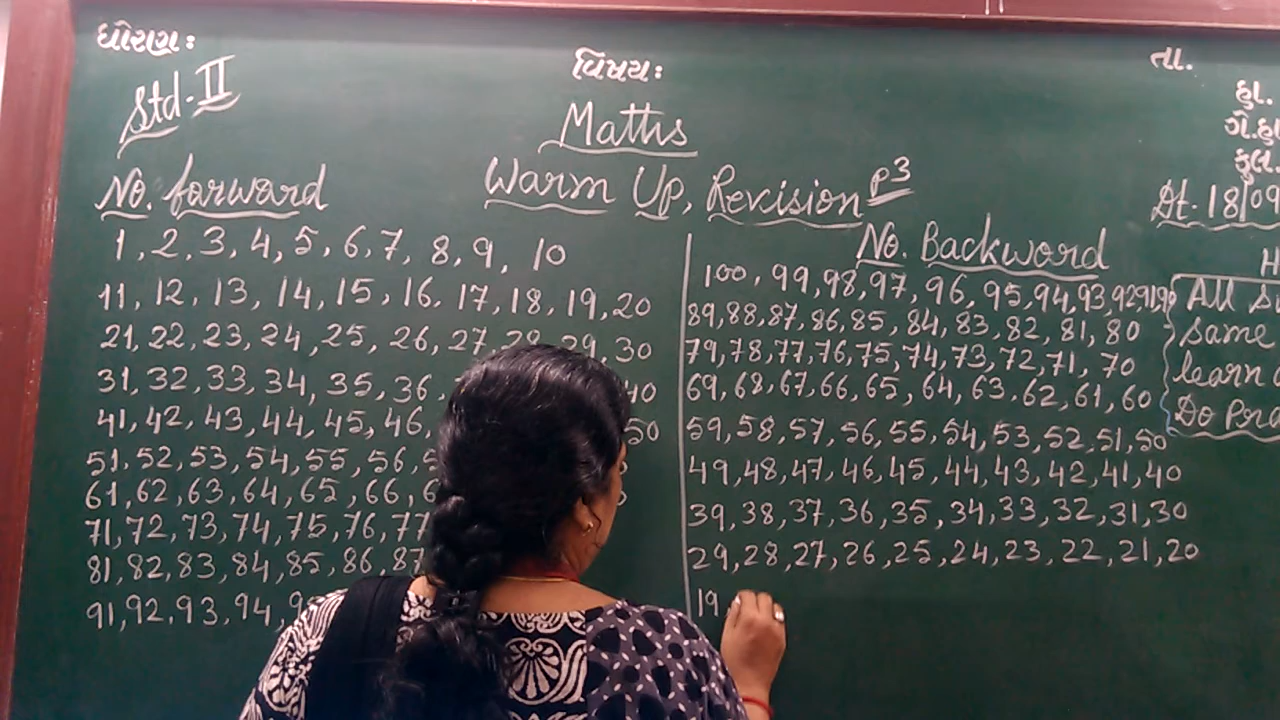 ધોરણ:
વિષય:
તા.
Std. II
હા.
Maths
ગે.હા
કુલ.
No. forward
Warm Up, Revision P3
Dt. 18/09
1, 2, 3, 4, 5, 6, 7, 8, 9, 10
11, 12, 13, 14, 15, 16, 17, 18, 19, 20
21, 22, 23, 24, 25, 26, 27, 28, 29, 30
31, 32, 33, 34, 35, 36, 40
41, 42, 43, 44, 45, 46, 50
51, 52, 53, 54, 55, 56,
61, 62, 63, 64, 65, 66,
71, 72, 73, 74, 75, 76, 77
81, 82, 83, 84, 85, 86, 87
91, 92, 93, 94,
No. Backword
100, 99, 98, 97, 96, 95, 94, 93, 92 91 90
89, 88, 87, 86, 85, 84, 83, 82, 81, 80
79, 78, 77, 76, 75, 74, 73, 72, 71, 70
69, 68, 67, 66, 65, 64, 63, 62, 61, 60
59, 58, 57, 56, 55, 54, 53, 52, 51, 50
49, 48, 47, 46, 45, 44, 43, 42, 41, 40
39, 38, 37, 36, 35, 34, 33, 32, 31, 30
29, 28, 27, 26, 25, 24, 23, 22, 21, 20
19
H
All
same
learn
Do